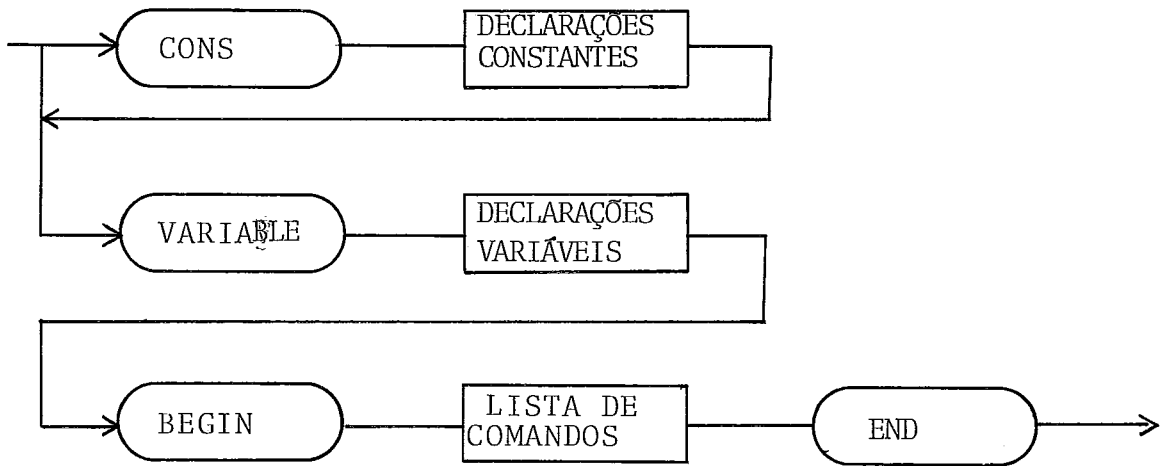 CONS
DECLARAÇÕES
CONSTANTES
VARIABLE
DECLARAÇÕES
VARIÁVEIS
BEGIN
LISTA DE
COMANDOS
END